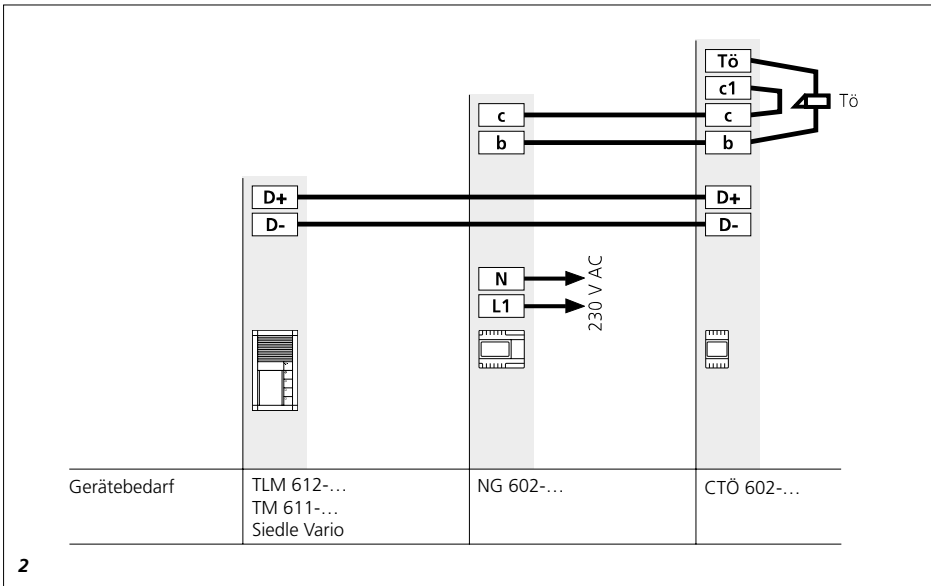 Tö
c1
c
c
Tö
b
b
D+
D+
D-
D-
N
L1
230 V AC
Gerätebedarf
TLM 612-…
TM 611-…
Siedle Vario
NG 602-…
CTÖ 602-…
2